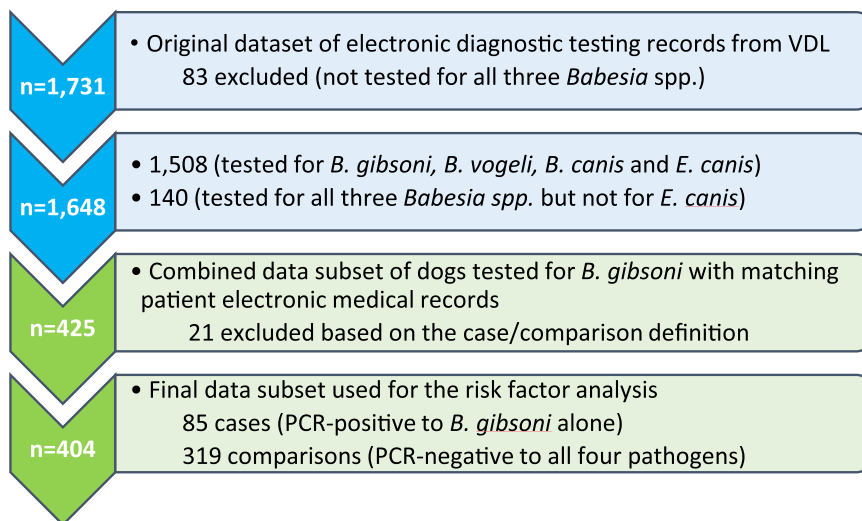 n=1,731
• Original dataset of electronic diagnostic testing records from VDL
83 excluded (not tested for all three Babesia spp.)
n=1,648
• 1,508 (tested for B. gibsoni, B. vogeli, B. canis and E. canis)
• 140 (tested for all three Babesia spp. but not for E. canis)
n=425
• Combined data subset of dogs tested for B. gibsoni with matching
patient electronic medical records
21 excluded based on the case/comparison definition
n=404
• Final data subset used for the risk factor analysis
85 cases (PCR-positive to B. gibsoni alone)
319 comparisons (PCR-negative to all four pathogens)